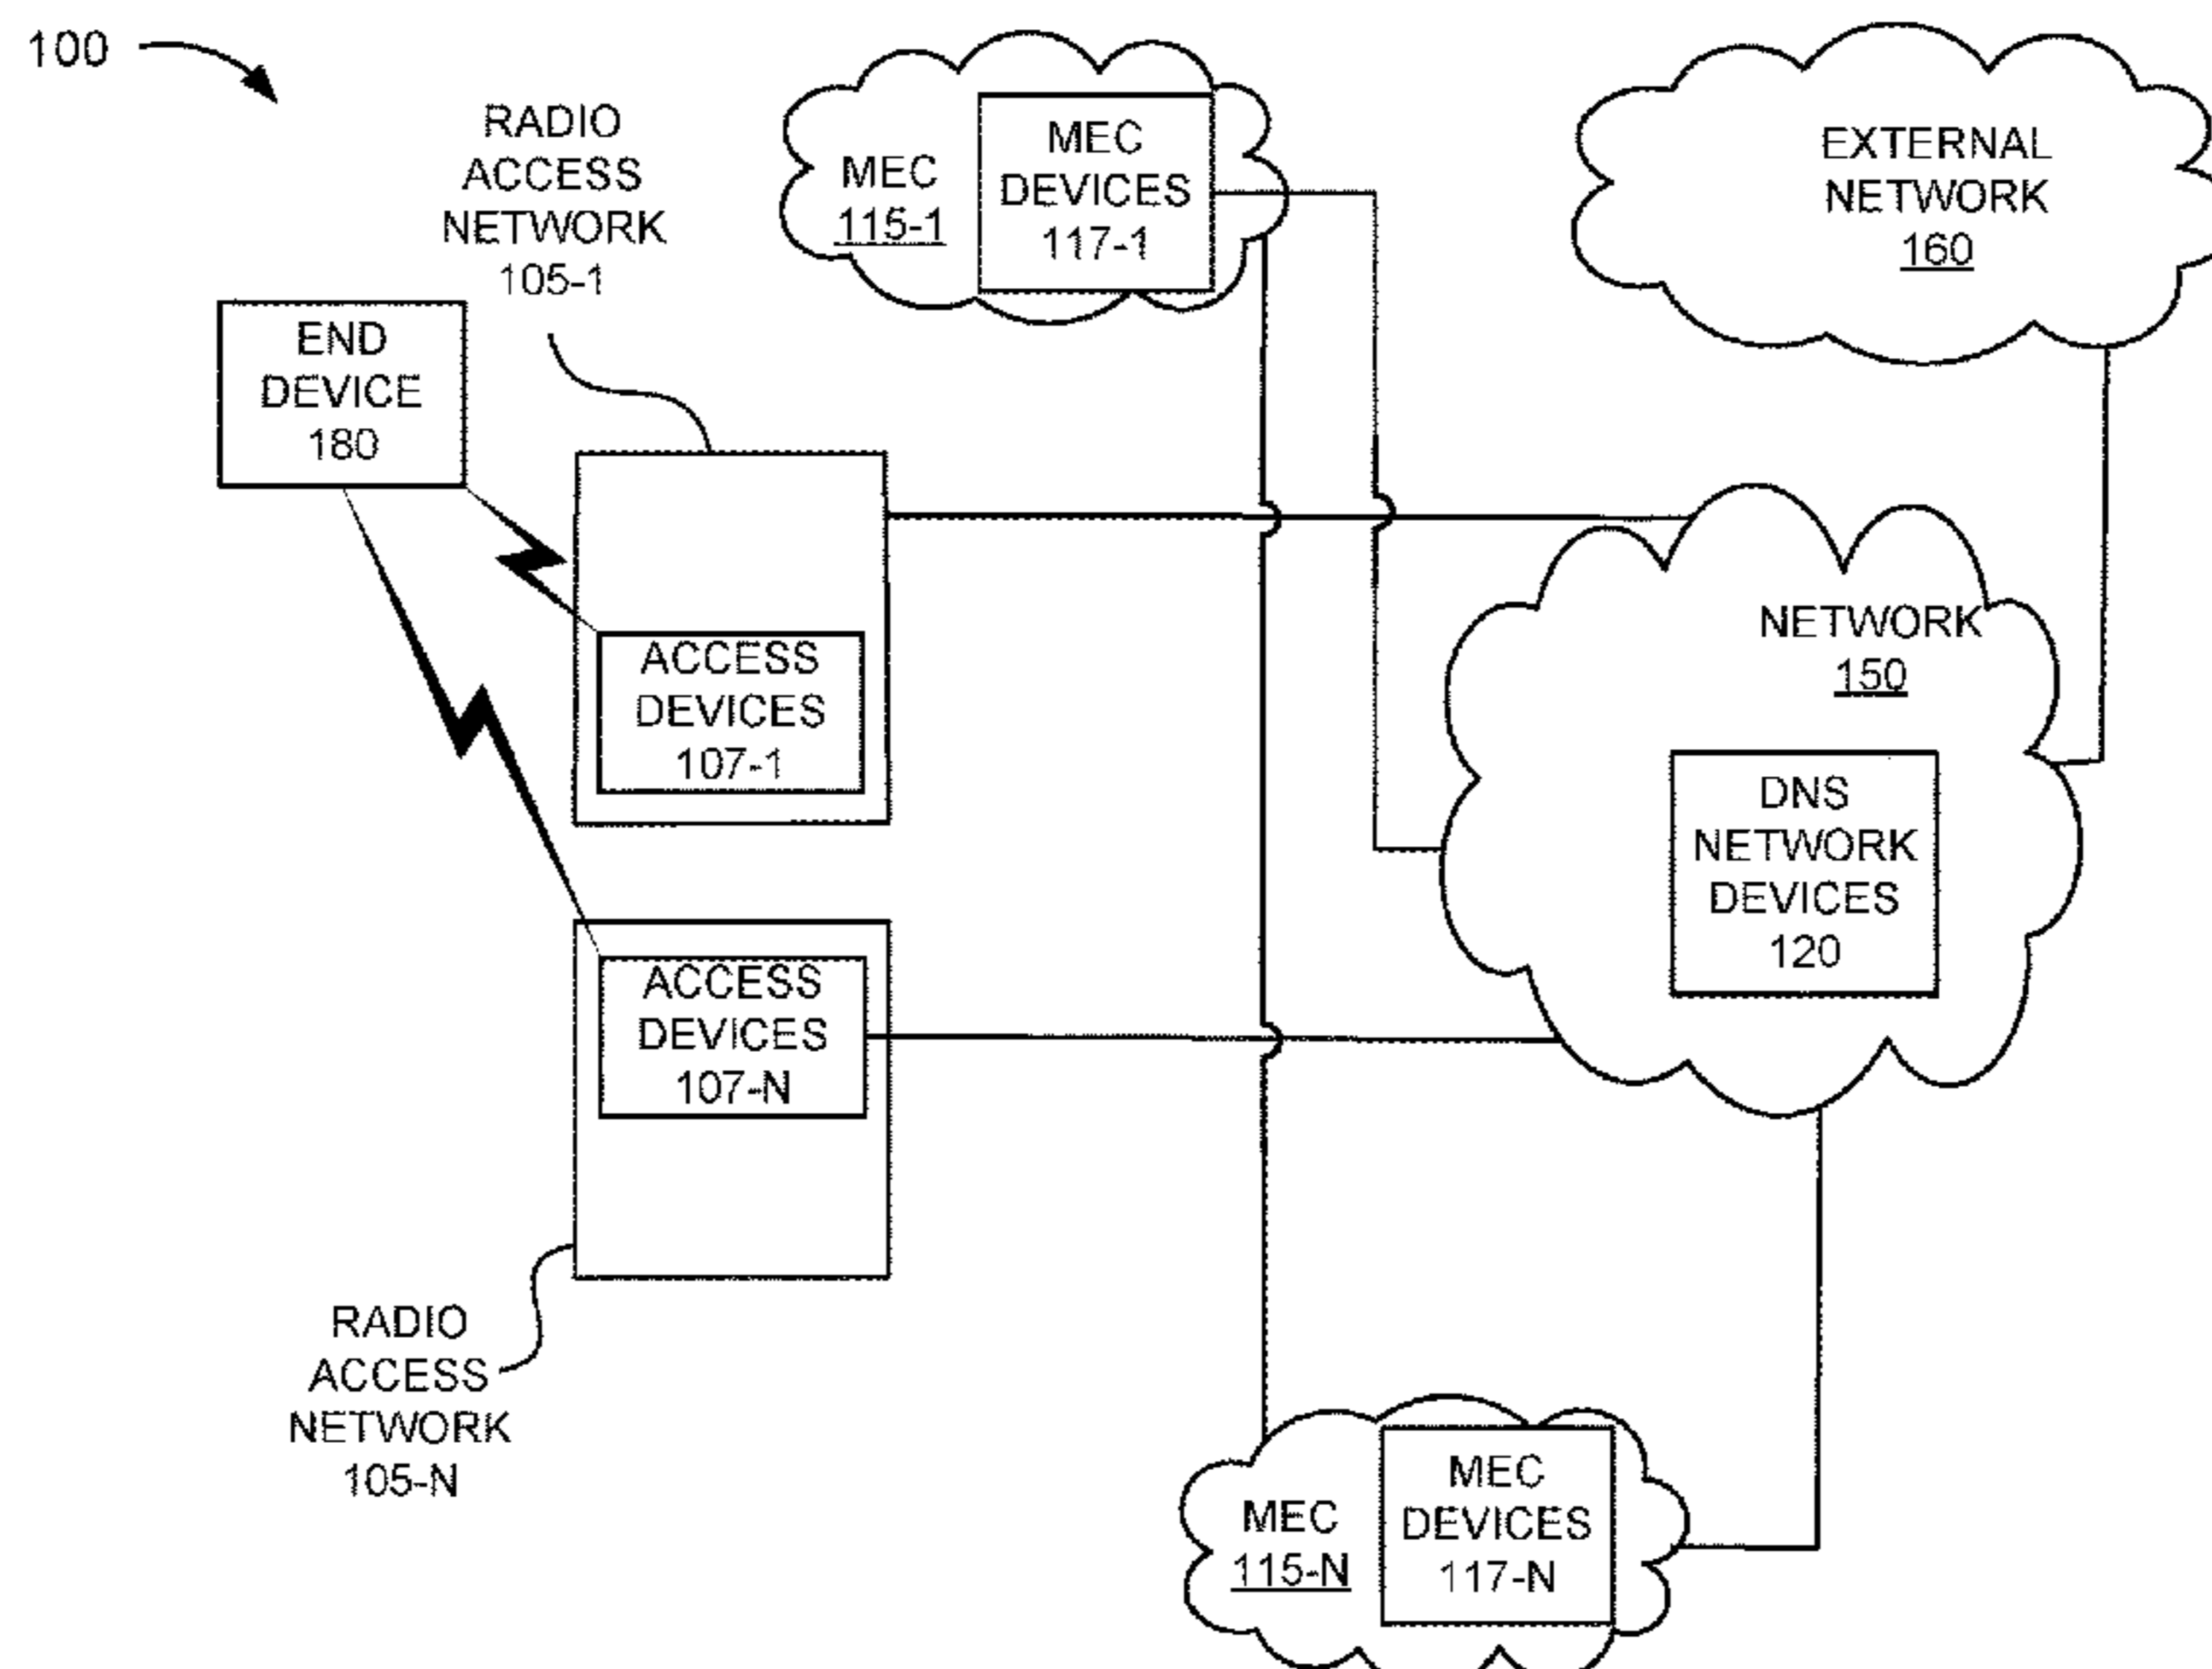 100
RADIO
ACCESS
NETWORK
105-1
MEC
115-1
MEC
DEVICES
117-1
EXTERNAL
NETWORK
160
END
DEVICE
180
ACCESS
DEVICES
107-1
NETWORK
150
DNS
NETWORK
DEVICES
120
ACCESS
DEVICES
107-N
RADIO
ACCESS
NETWORK
105-N
MEC
115-N
MEC
DEVICES
117-N